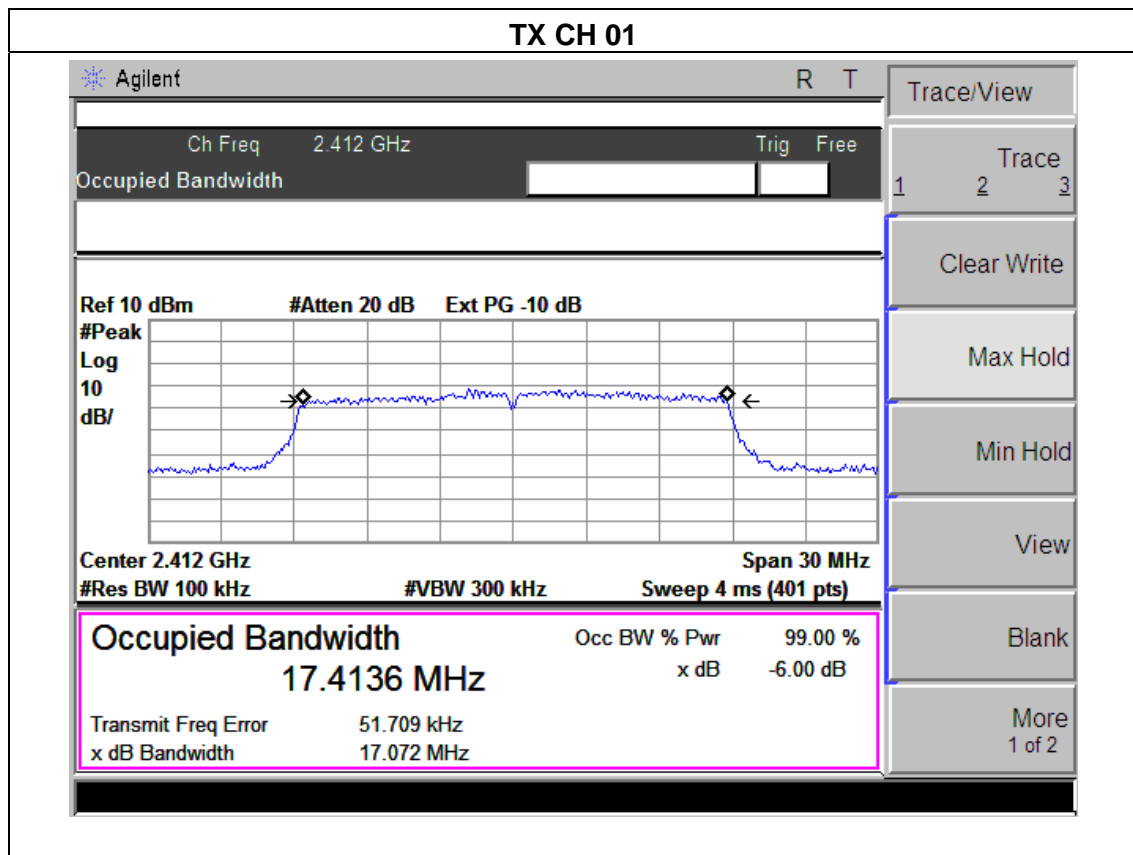 TX CH 01
Agilent R T
Ch Freq 2.412 GHz Trig Free
Occupied Bandwidth
Ref 10 dBm #Atten 20 dB Ext PG -10 dB
#Peak
Log
10
dB/
Center 2.412 GHz Span 30 MHz
#Res BW 100 kHz #VBW 300 kHz Sweep 4 ms (401 pts)
Occupied Bandwidth Occ BW % Pwr 99.00 %
17.4136 MHz x dB -6.00 dB
Transmit Freq Error 51.709 kHz
x dB Bandwidth 17.072 MHz
Trace/View
Trace
1 2 3
Clear Write
Max Hold
Min Hold
View
Blank
More
1 of 2